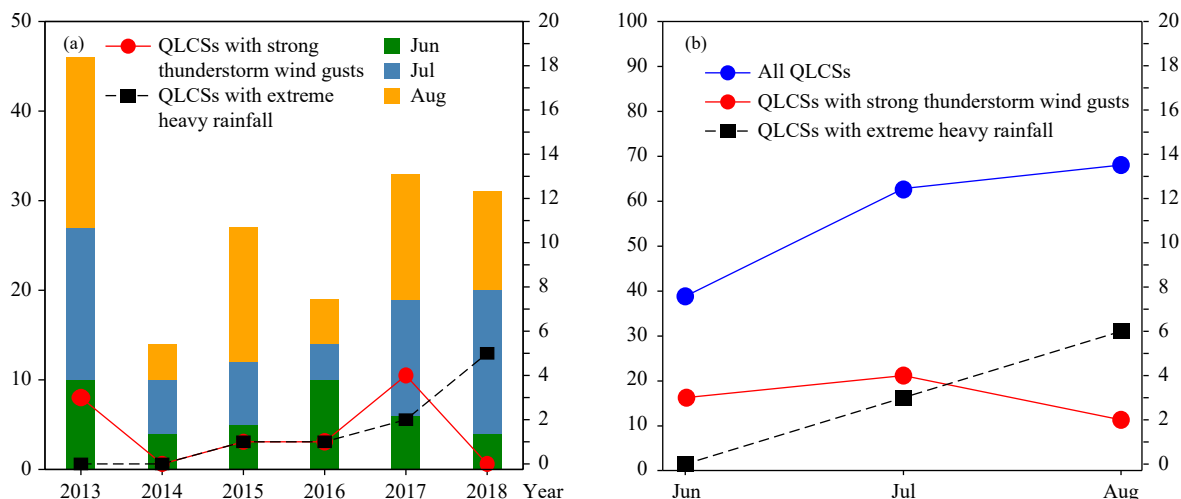 (a)
QLCSs with strong
thunderstorm wind gusts
QLCSs with extreme
heavy rainfall
Jun
Jul
Aug
50
40
30
20
10
0
20
18
16
14
12
10
8
6
4
2
0
2013 2014 2015 2016 2017 2018 Year
(b)
All QLCSs
QLCSs with strong thunderstorm wind gusts
QLCSs with extreme heavy rainfall
100
90
80
70
60
50
40
30
20
10
0
20
18
16
14
12
10
8
6
4
2
0
Jun Jul Aug